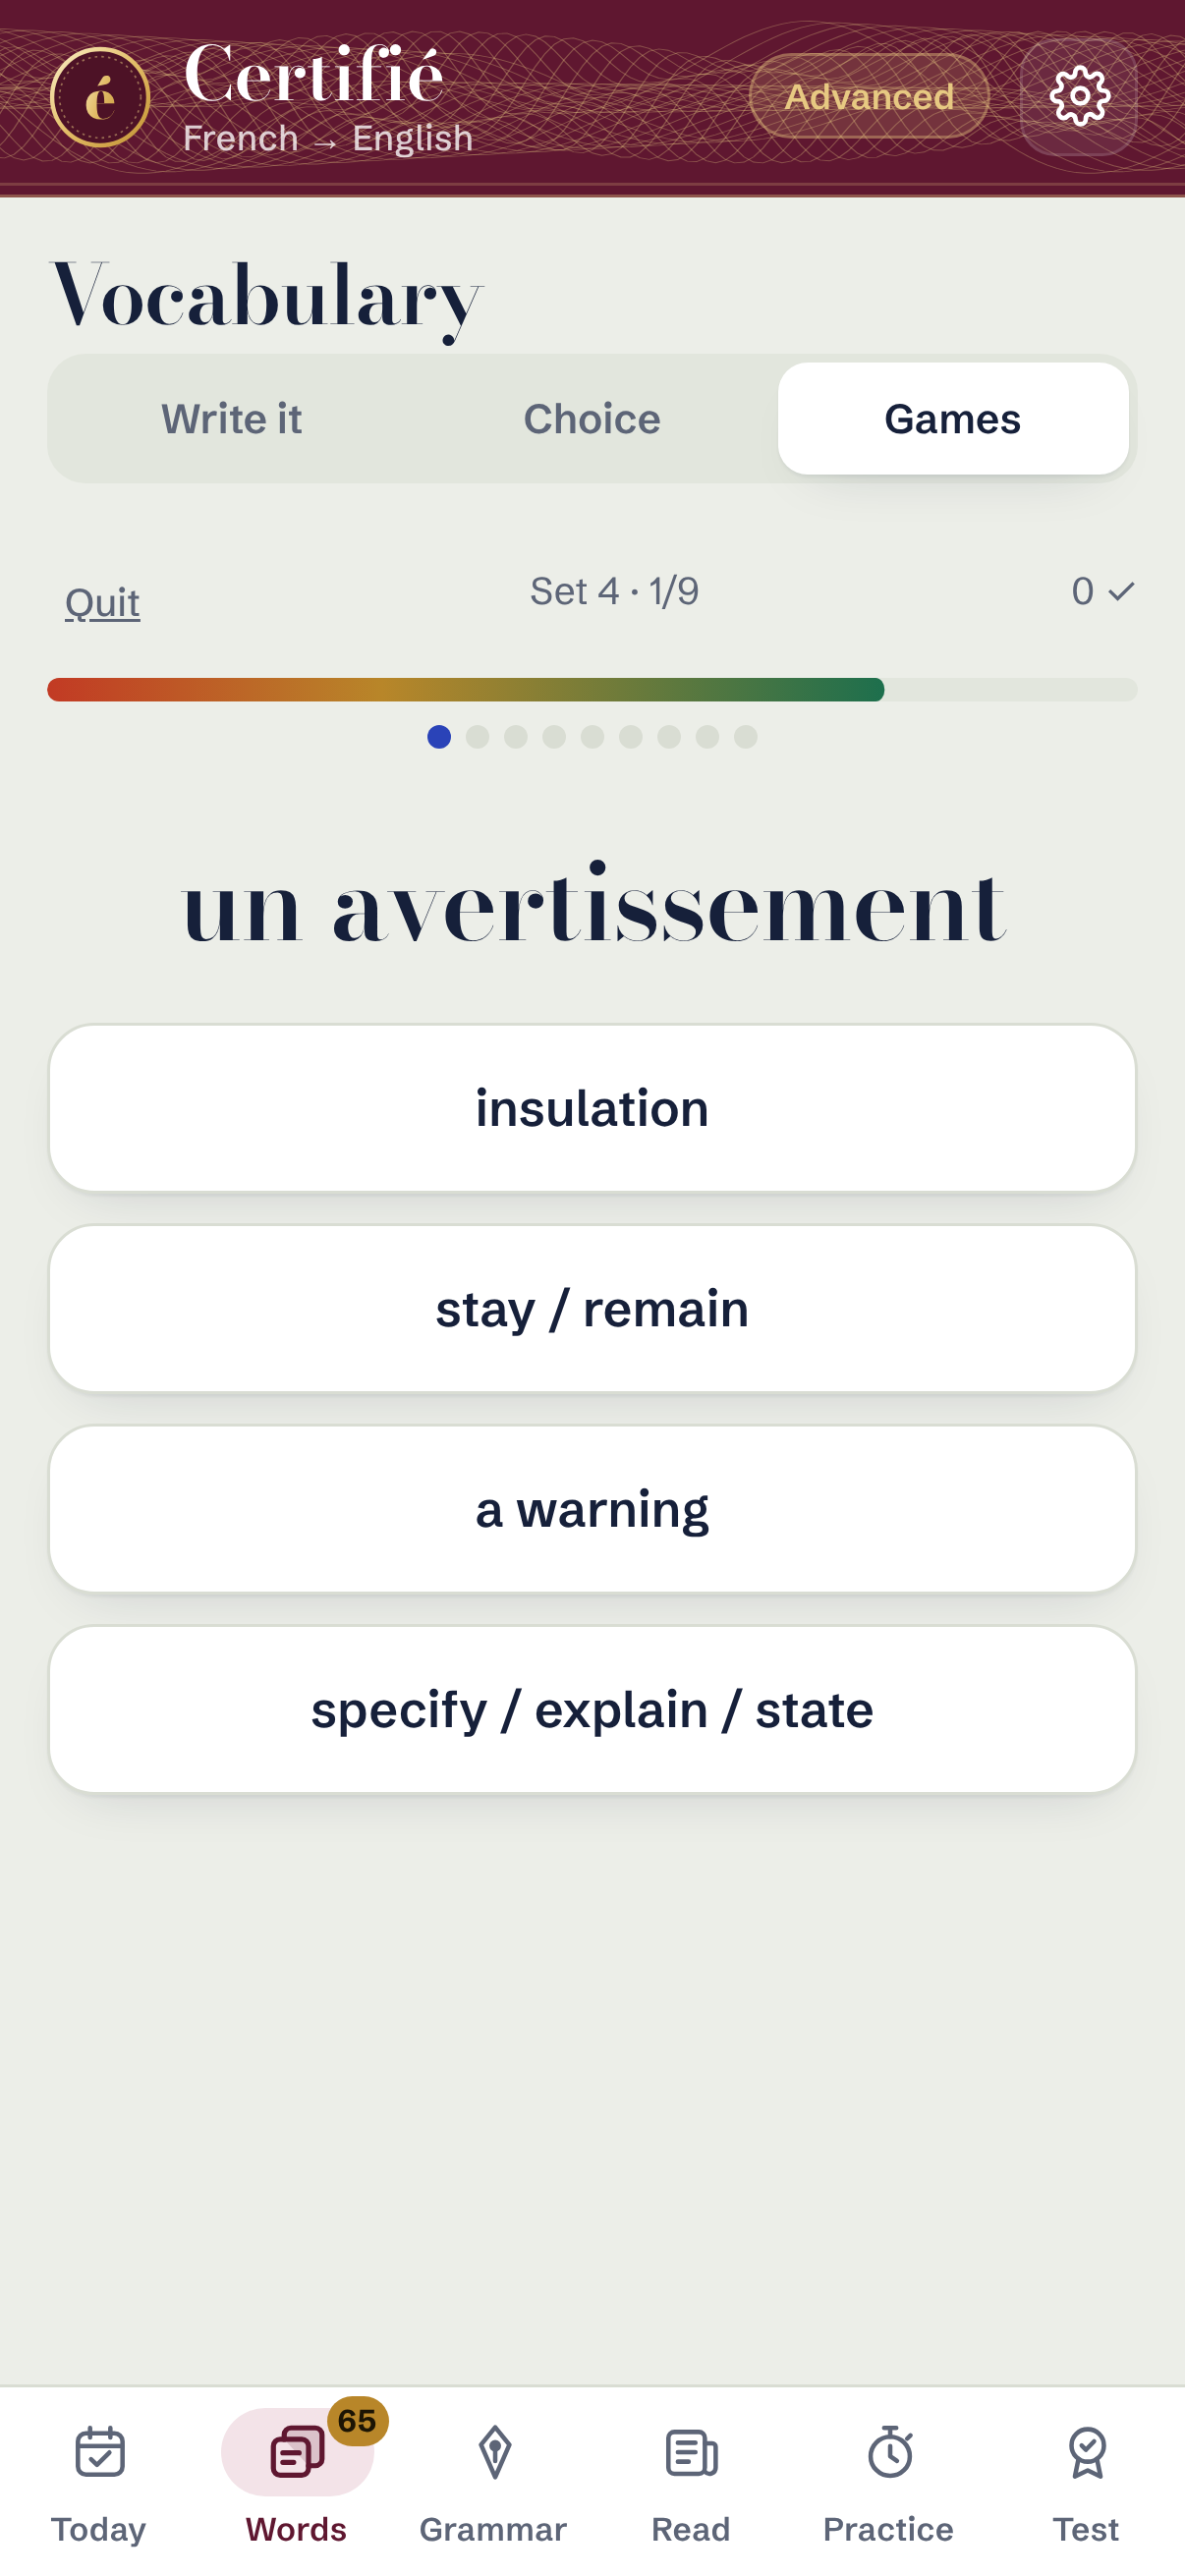 é
Certifié
French → English
Advanced
Vocabulary
Write it
Choice
Games
Quit
Set 4 · 1/9
0 ✓
un avertissement
insulation
stay / remain
a warning
specify / explain / state
65
Today
Words
Grammar
Read
Practice
Test